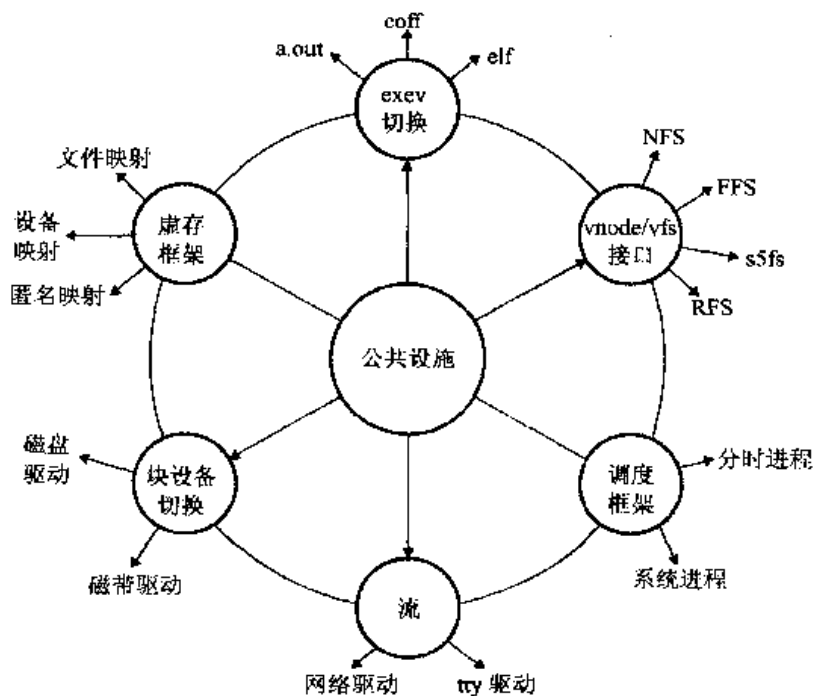 coff
a.out
elf
exev
切换
NFS
文件映射
FFS
设备
映射
虚存
框架
vnode/vfs
接口
s5fs
匿名映射
RFS
公共设施
磁盘
驱动
块设备
切换
调度
框架
分时进程
磁带驱动
系统进程
流
网络驱动
tty 驱动